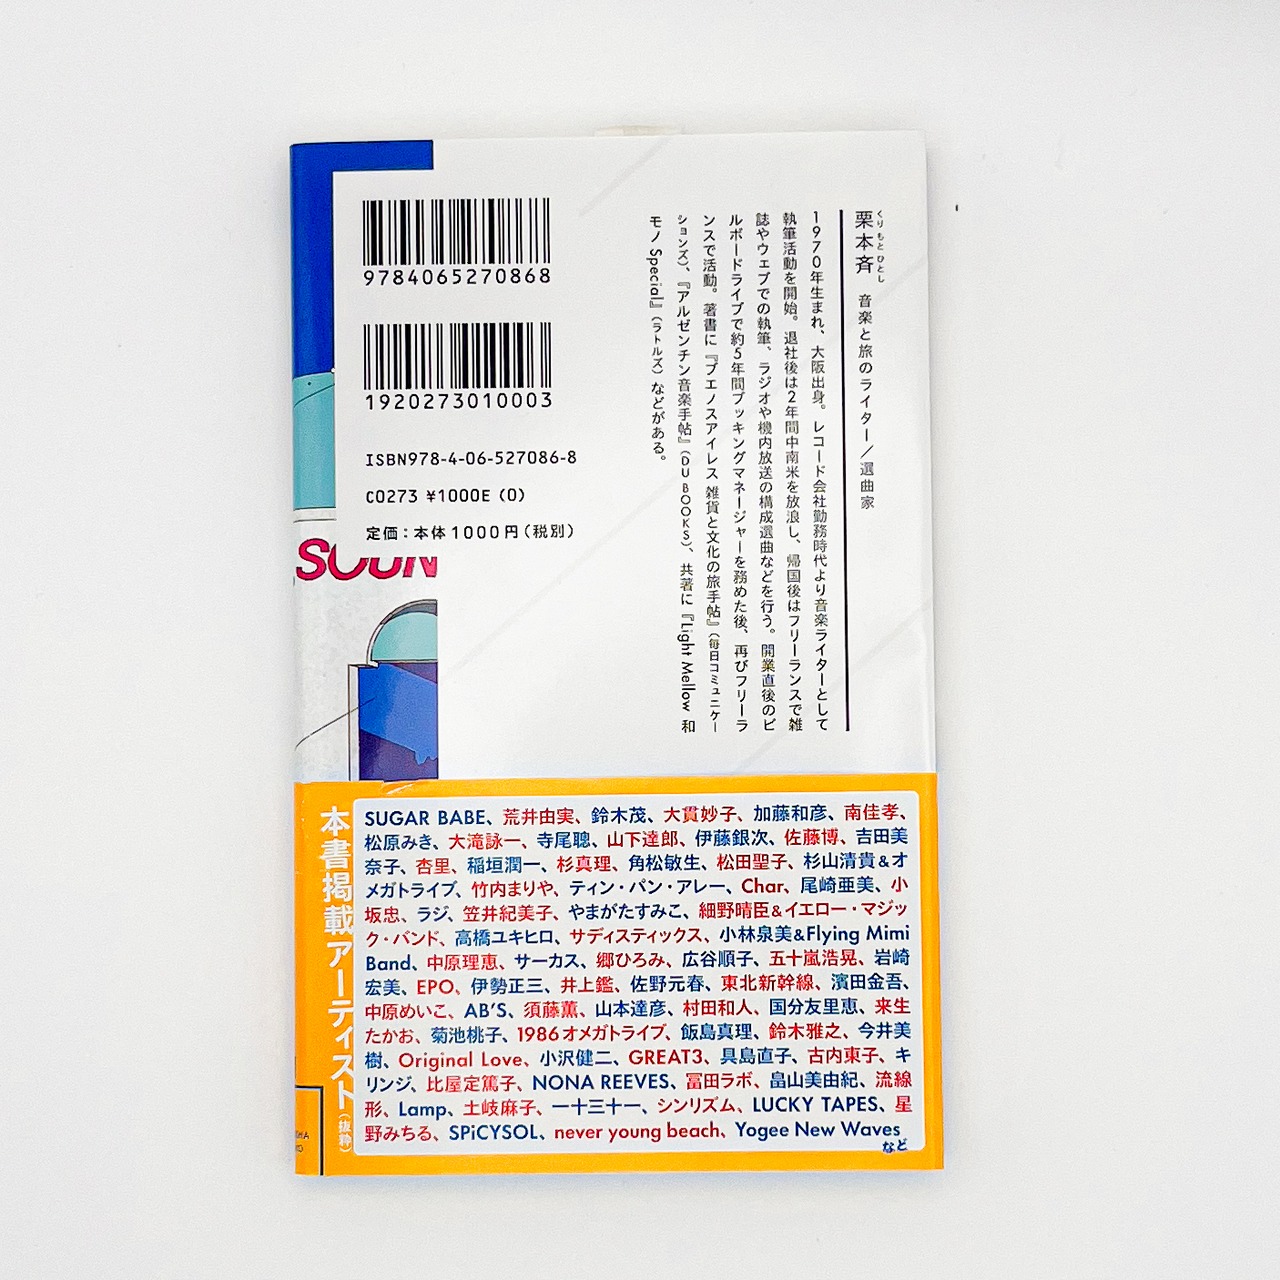 9784065270868
1920273010003
ISBN978-4-06-527086-8
C0273 ¥1000E (0)
定価：本体1000円(税別)
栗本斉 音楽と旅のライター／選曲家
くりもとひとし
1970年生まれ、大阪出身。レコード会社勤務時代より音楽ライターとして
執筆活動を開始。退社後は2年間中南米を放浪し、帰国後はフリーランスで雑
誌やウェブでの執筆、ラジオや機内放送の構成選曲などを行う。開業直後のビ
ルボードライブで約5年間ブッキングマネージャーを務めた後、再びフリーラ
ンスで活動。著書に『ブエノスアイレス 雑貨と文化の旅手帖』(毎日コミュニケー
ションズ)、『アルゼンチン音楽手帖』(DU BOOKS)、共著に『Light Mellow 和
モノ Special』(ラトルズ)などがある。
SOUN
本書掲載アーティスト(抜粋)
SUGAR BABE、荒井由実、鈴木茂、大貫妙子、加藤和彦、南佳孝、
松原みき、大滝詠一、寺尾聰、山下達郎、伊藤銀次、佐藤博、吉田美
奈子、杏里、稲垣潤一、杉真理、角松敏生、松田聖子、杉山清貴＆オ
メガトライブ、竹内まりや、ティン・パン・アレー、Char、尾崎亜美、小
坂忠、ラジ、笠井紀美子、やまがたすみこ、細野晴臣＆イエロー・マジッ
ク・バンド、高橋ユキヒロ、サディスティックス、小林泉美&Flying Mimi
Band、中原理恵、サーカス、郷ひろみ、広谷順子、五十嵐浩晃、岩崎
宏美、EPO、伊勢正三、井上鑑、佐野元春、東北新幹線、濱田金吾、
中原めいこ、AB'S、須藤薫、山本達彦、村田和人、国分友里恵、来生
たかお、菊池桃子、1986オメガトライブ、飯島真理、鈴木雅之、今井美
樹、Original Love、小沢健二、GREAT3、具島直子、古内東子、キ
リンジ、比屋定篤子、NONA REEVES、冨田ラボ、畠山美由紀、流線
形、Lamp、土岐麻子、一十三十一、シンリズム、LUCKY TAPES、星
野みちる、SPiCYSOL、never young beach、Yogee New Waves
など